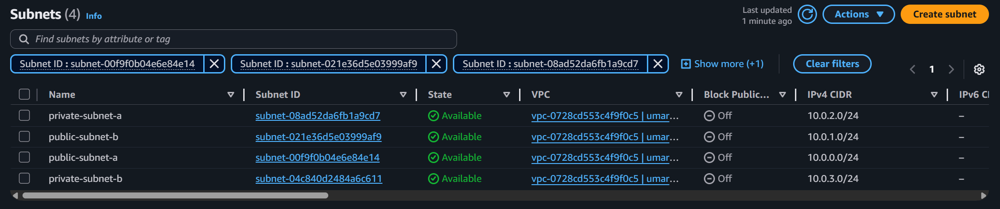 Subnets (4) Info
Last updated
1 minute ago
Actions
Create subnet
Find subnets by attribute or tag
Subnet ID : subnet-00f9f0b04e6e84e14
Subnet ID : subnet-021e36d5e03999af9
Subnet ID : subnet-08ad52da6fb1a9cd7
Show more (+1)
Clear filters
1
Name Subnet ID State VPC Block Public... IPv4 CIDR IPv6 CI
private-subnet-a subnet-08ad52da6fb1a9cd7 Available vpc-0728cd553c4f9f0c5 | umar... Off 10.0.2.0/24 –
public-subnet-b subnet-021e36d5e03999af9 Available vpc-0728cd553c4f9f0c5 | umar... Off 10.0.1.0/24 –
public-subnet-a subnet-00f9f0b04e6e84e14 Available vpc-0728cd553c4f9f0c5 | umar... Off 10.0.0.0/24 –
private-subnet-b subnet-04c840d2484a6c611 Available vpc-0728cd553c4f9f0c5 | umar... Off 10.0.3.0/24 –